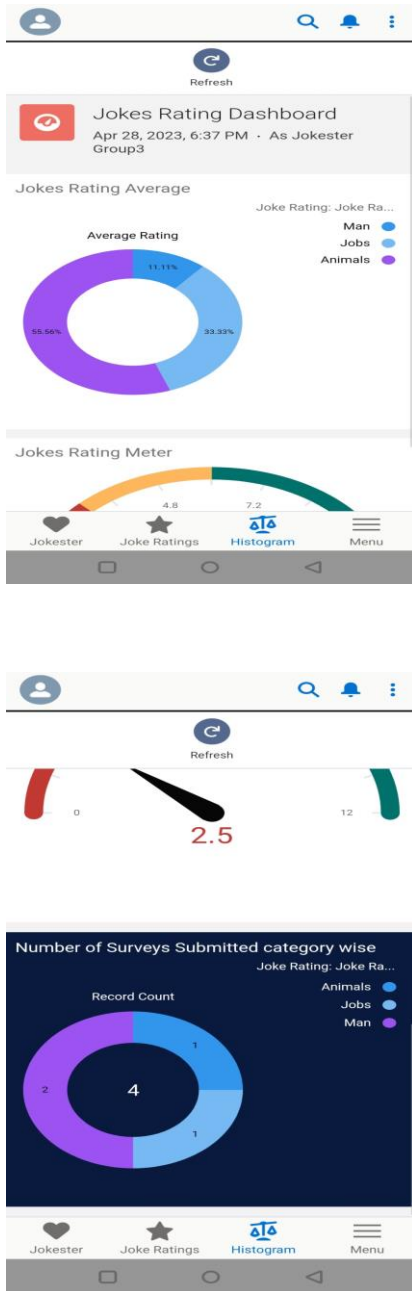 Refresh
Jokes Rating Dashboard
Apr 28, 2023, 6:37 PM · As Jokester
Group3
Jokes Rating Average
Joke Rating: Joke Ra...
Average Rating
Man
Jobs
Animals
11.11%
55.56%
33.33%
Jokes Rating Meter
4.8
7.2
Jokester
Joke Ratings
Histogram
Menu
Refresh
0
12
2.5
Number of Surveys Submitted category wise
Joke Rating: Joke Ra...
Record Count
Animals
Jobs
Man
1
2
4
1
Jokester
Joke Ratings
Histogram
Menu